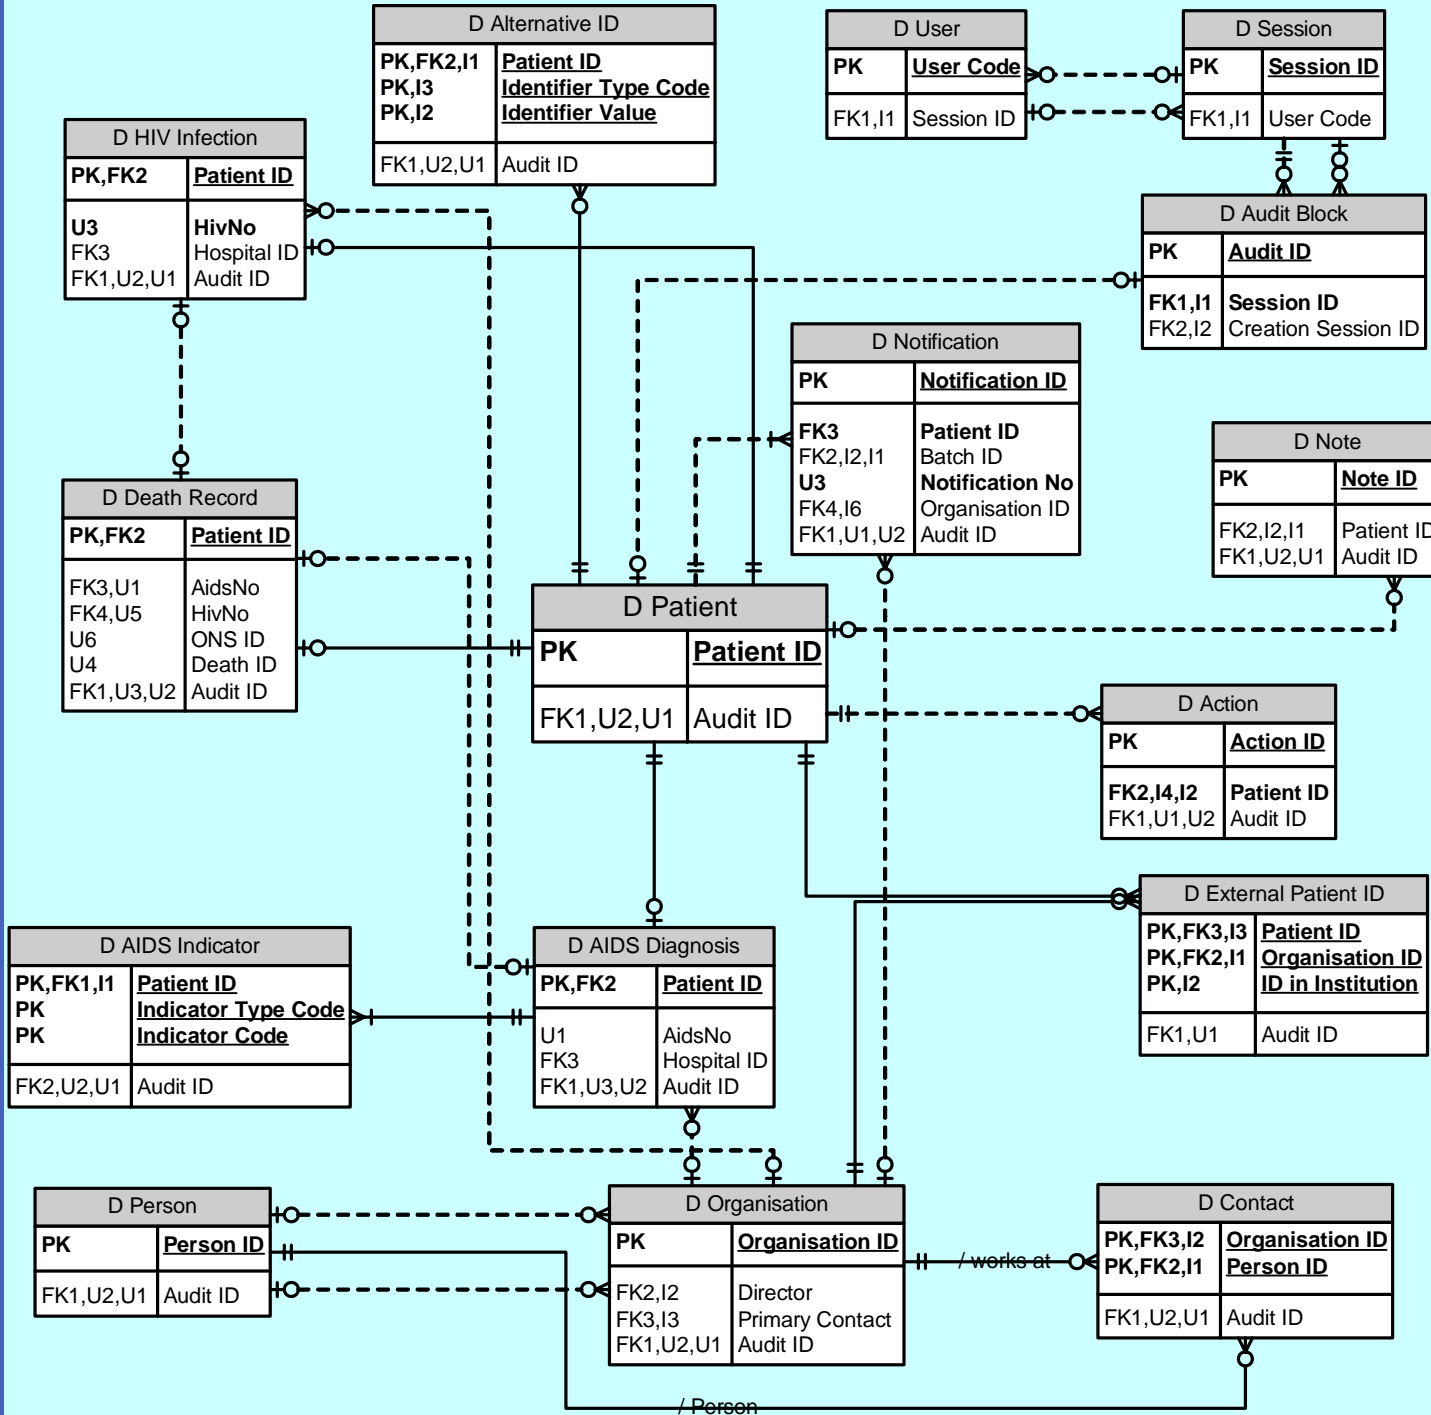 D Alternative ID
PK,FK2,I1 Patient ID
PK,I3 Identifier Type Code
PK,I2 Identifier Value
FK1,U2,U1 Audit ID
D User
PK User Code
FK1,I1 Session ID
D Session
PK Session ID
FK1,I1 User Code
D HIV Infection
PK,FK2 Patient ID
U3 HivNo
FK3 Hospital ID
FK1,U2,U1 Audit ID
D Audit Block
PK Audit ID
FK1,I1 Session ID
FK2,I2 Creation Session ID
D Notification
PK Notification ID
FK3 Patient ID
FK2,I2,I1 Batch ID
U3 Notification No
FK4,I6 Organisation ID
FK1,U1,U2 Audit ID
D Note
PK Note ID
FK2,I2,I1 Patient ID
FK1,U2,U1 Audit ID
D Death Record
PK,FK2 Patient ID
FK3,U1 AidsNo
FK4,U5 HivNo
U6 ONS ID
U4 Death ID
FK1,U3,U2 Audit ID
D Patient
PK Patient ID
FK1,U2,U1 Audit ID
D Action
PK Action ID
FK2,I4,I2 Patient ID
FK1,U1,U2 Audit ID
D External Patient ID
PK,FK3,I3 Patient ID
PK,FK2,I1 Organisation ID
PK,I2 ID in Institution
FK1,U1 Audit ID
D AIDS Indicator
PK,FK1,I1 Patient ID
PK Indicator Type Code
PK Indicator Code
FK2,U2,U1 Audit ID
D AIDS Diagnosis
PK,FK2 Patient ID
U1 AidsNo
FK3 Hospital ID
FK1,U3,U2 Audit ID
D Person
PK Person ID
FK1,U2,U1 Audit ID
D Organisation
PK Organisation ID
FK2,I2 Director
FK3,I3 Primary Contact
FK1,U2,U1 Audit ID
/ works at
D Contact
PK,FK3,I2 Organisation ID
PK,FK2,I1 Person ID
FK1,U2,U1 Audit ID
/ Person